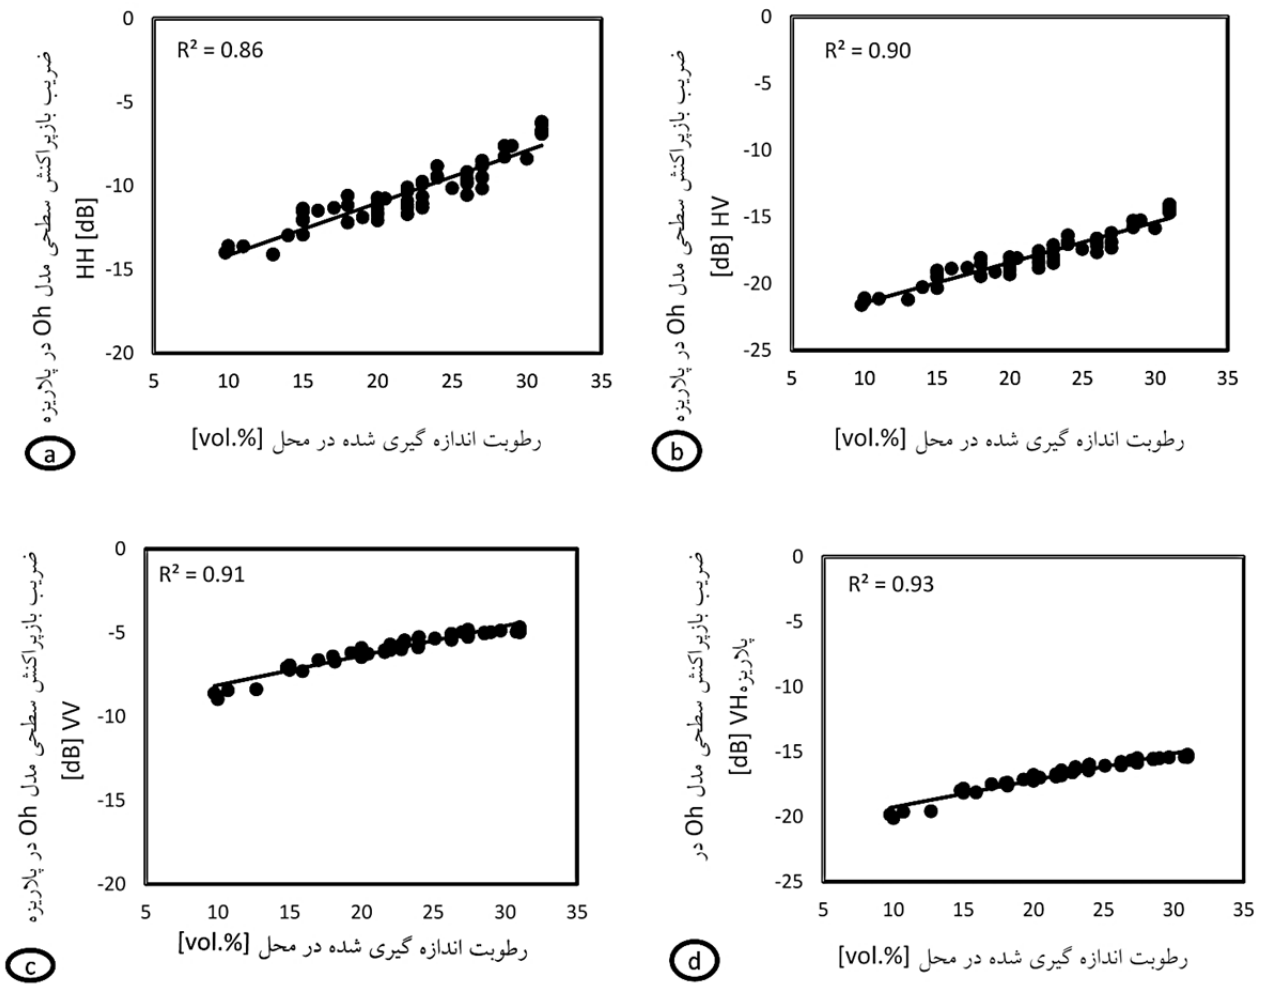 R² = 0.86
0
-5
-10
-15
-20
5 10 15 20 25 30 35
ضریب بازپراکنش سطحی مدل Oh در پلاریزه
HH [dB]
رطوبت اندازه گیری شده در محل [vol.%]
a
R² = 0.90
0
-5
-10
-15
-20
-25
5 10 15 20 25 30 35
ضریب بازپراکنش سطحی مدل Oh در پلاریزه
[dB] HV
رطوبت اندازه گیری شده در محل [vol.%]
b
R² = 0.91
0
-5
-10
-15
-20
5 10 15 20 25 30 35
ضریب بازپراکنش سطحی مدل Oh در پلاریزه
[dB] VV
رطوبت اندازه گیری شده در محل [vol.%]
c
R² = 0.93
0
-5
-10
-15
-20
-25
5 10 15 20 25 30 35
ضریب بازپراکنش سطحی مدل Oh در
پلاریزه VH [dB]
رطوبت اندازه گیری شده در محل [vol.%]
d